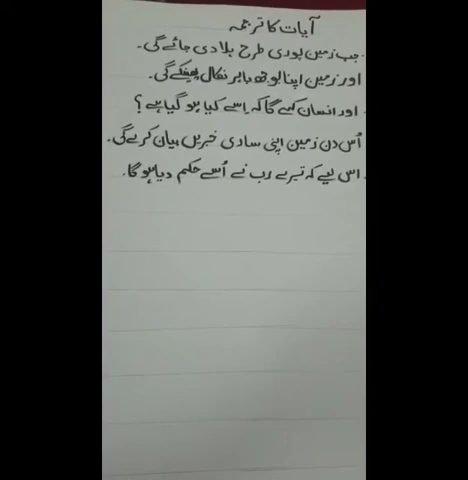 آیات کا ترجمہ
جب زمین پوری طرح ہلا دی جائے گی۔
اور زمین اپنا بوجھ باہر نکال پھینکے گی۔
اور انسان کہے گا کہ اسے کیا ہو گیا ہے؟
اُس دن زمین اپنی ساری خبریں بیان کرے گی۔
اس لیے کہ تیرے رب نے اُسے حکم دیا ہو گا۔